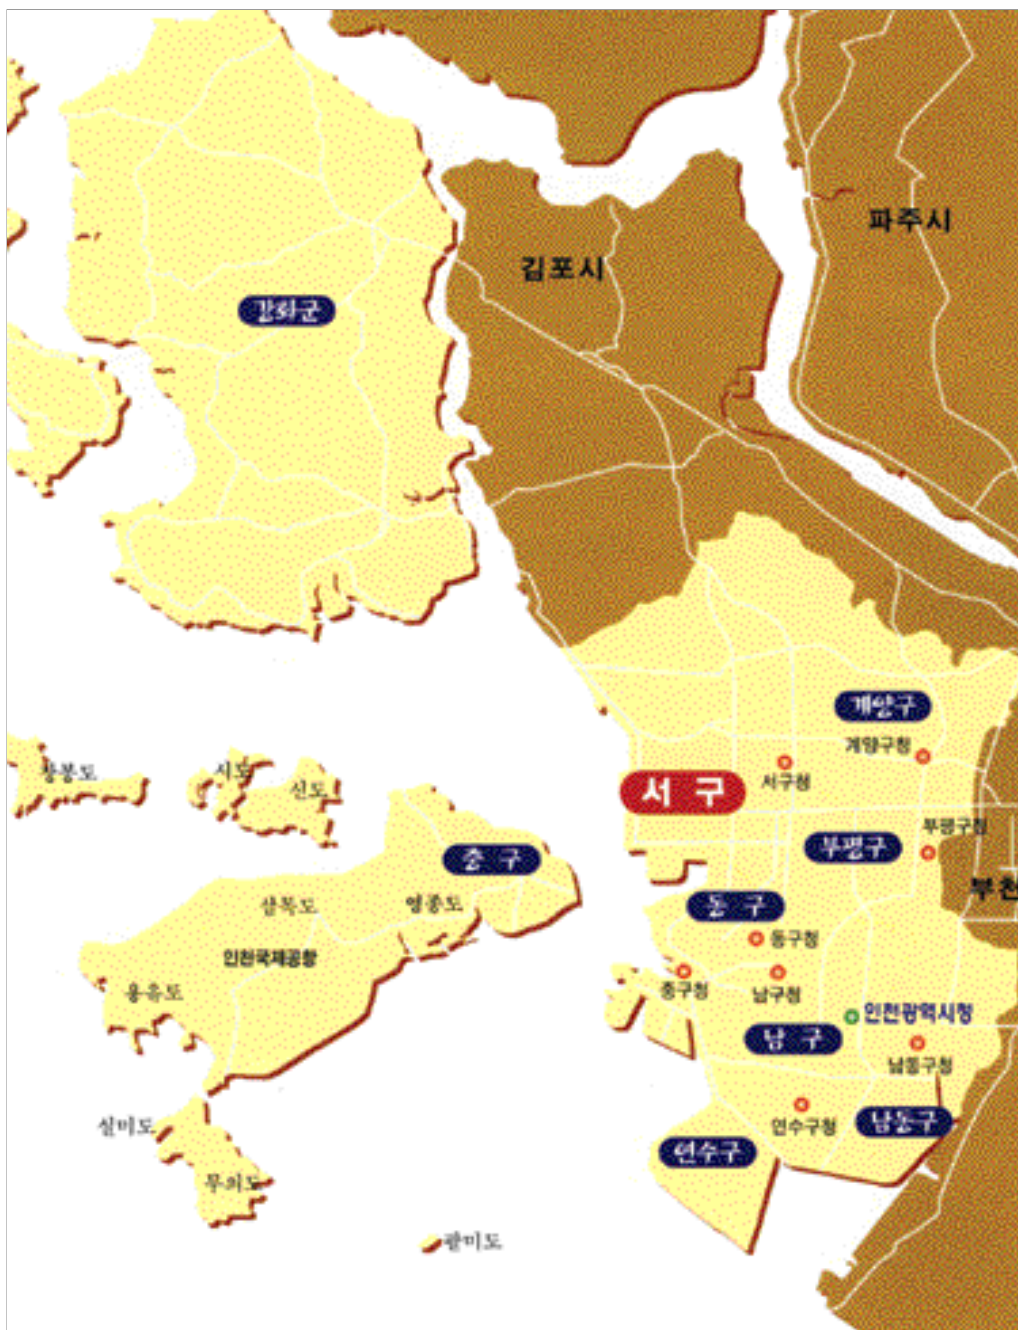 파주시
김포시
강화군
계양구
계양구청
서구청
서 구
부평구청
부평구
장봉도
시도
신도
중 구
부천
동 구
삼목도
영종도
동구청
인천국제공항
용유도
중구청
남구청
인천광역시청
남 구
남동구청
실미도
연수구청
남동구
연수구
무의도
팔미도